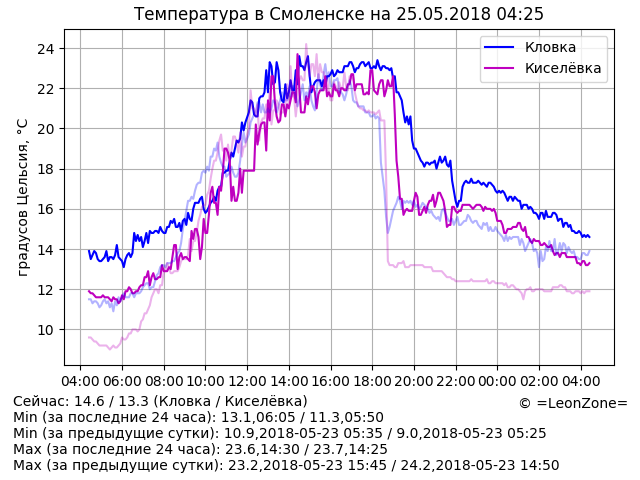 Температура в Смоленске на 25.05.2018 04:25
Кловка
Киселёвка
градусов Цельсия, °C
24
22
20
18
16
14
12
10
04:00 06:00 08:00 10:00 12:00 14:00 16:00 18:00 20:00 22:00 00:00 02:00 04:00
Сейчас: 14.6 / 13.3 (Кловка / Киселёвка)
© =LeonZone=
Min (за последние 24 часа): 13.1,06:05 / 11.3,05:50
Min (за предыдущие сутки): 10.9,2018-05-23 05:35 / 9.0,2018-05-23 05:25
Max (за последние 24 часа): 23.6,14:30 / 23.7,14:25
Max (за предыдущие сутки): 23.2,2018-05-23 15:45 / 24.2,2018-05-23 14:50